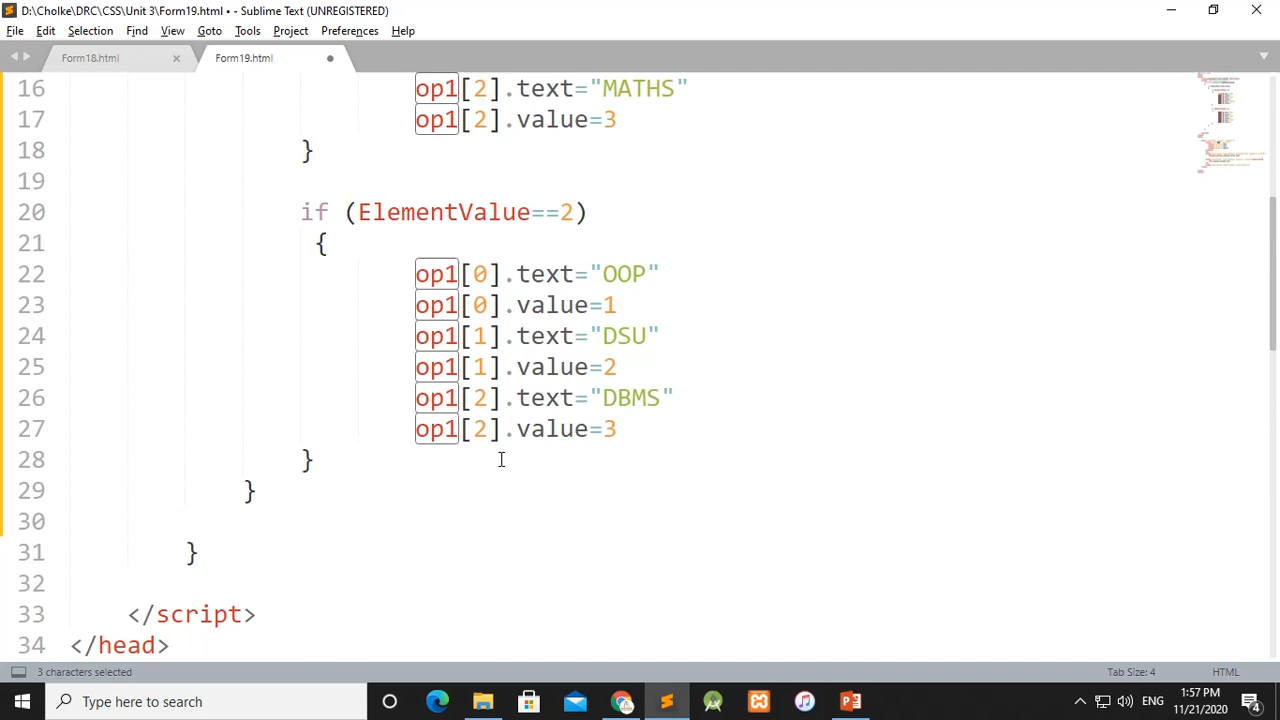 D:\Cholke\DRC\CSS\Unit 3\Form19.html • - Sublime Text (UNREGISTERED)
File Edit Selection Find View Goto Tools Project Preferences Help
Form18.html × Form19.html
16 op1[2].text="MATHS"
17 op1[2].value=3
18 }
19
20 if (ElementValue==2)
21 {
22 op1[0].text="OOP"
23 op1[0].value=1
24 op1[1].text="DSU"
25 op1[1].value=2
26 op1[2].text="DBMS"
27 op1[2].value=3
28 }
29 }
30
31 }
32
33 </script>
34 </head>
3 characters selected Tab Size: 4 HTML
Type here to search ENG 1:57 PM
11/21/2020 4